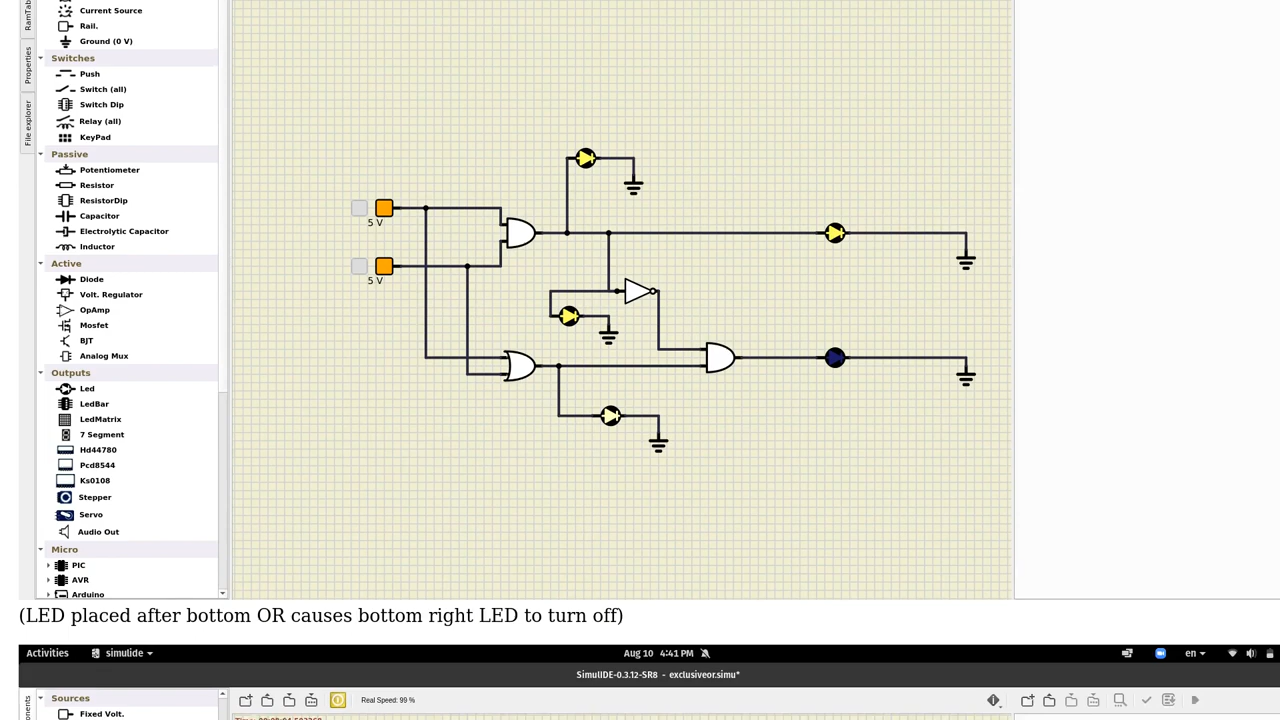 RamTab
Properties
File explorer
Current Source
Rail.
Ground (0 V)
Switches
Push
Switch (all)
Switch Dip
Relay (all)
KeyPad
Passive
Potentiometer
Resistor
ResistorDip
Capacitor
Electrolytic Capacitor
Inductor
Active
Diode
Volt. Regulator
OpAmp
Mosfet
BJT
Analog Mux
Outputs
Led
LedBar
LedMatrix
7 Segment
Hd44780
Pcd8544
Ks0108
Stepper
Servo
Audio Out
Micro
PIC
AVR
Arduino
5 V
5 V
(LED placed after bottom OR causes bottom right LED to turn off)
Activities simulide Aug 10 4:41 PM en
SimulIDE-0.3.12-SR8 - exclusiveor.simu*
Sources
Fixed Volt.
Real Speed: 99 %